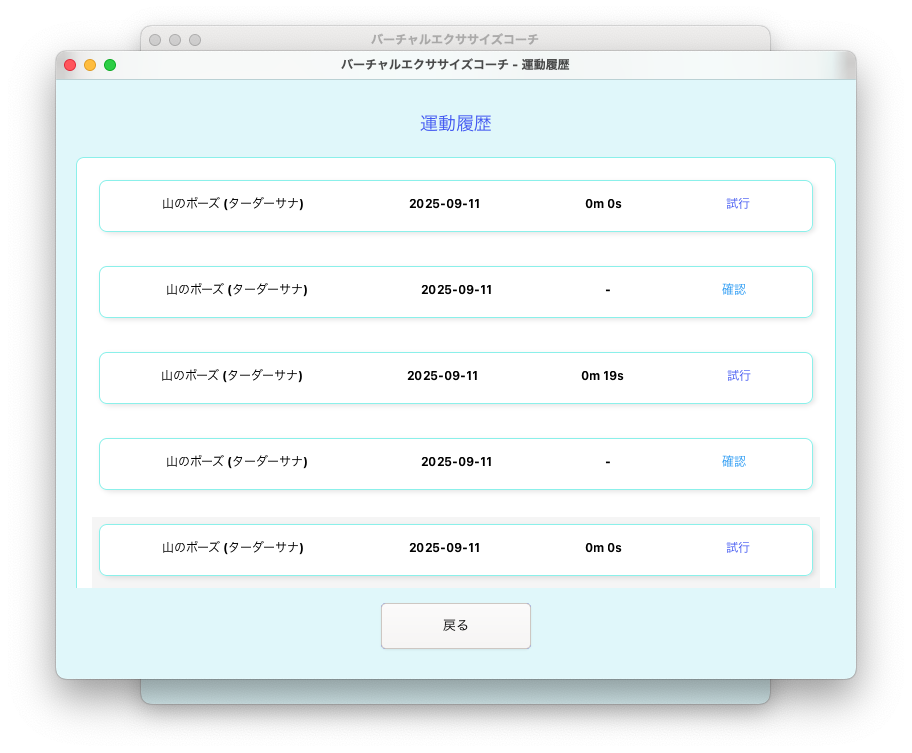 バーチャルエクササイズコーチ
バーチャルエクササイズコーチ - 運動履歴
運動履歴
山のポーズ (ターダーサナ) 2025-09-11 0m 0s 試行
山のポーズ (ターダーサナ) 2025-09-11 - 確認
山のポーズ (ターダーサナ) 2025-09-11 0m 19s 試行
山のポーズ (ターダーサナ) 2025-09-11 - 確認
山のポーズ (ターダーサナ) 2025-09-11 0m 0s 試行
戻る